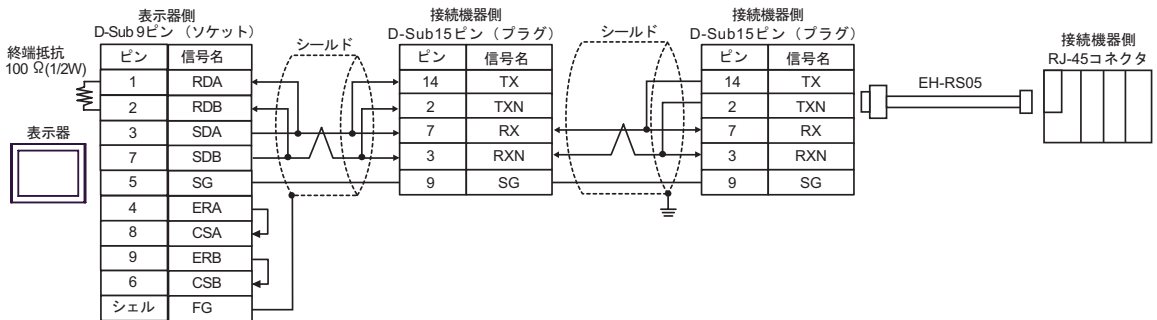 表示器側
D-Sub 9ピン （ソケット）
終端抵抗
100 Ω(1/2W)
表示器
ピン 信号名
1 RDA
2 RDB
3 SDA
7 SDB
5 SG
4 ERA
8 CSA
9 ERB
6 CSB
シェル FG
シールド
接続機器側
D-Sub15ピン（プラグ）
ピン 信号名
14 TX
2 TXN
7 RX
3 RXN
9 SG
シールド
接続機器側
D-Sub15ピン（プラグ）
ピン 信号名
14 TX
2 TXN
7 RX
3 RXN
9 SG
EH-RS05
接続機器側
RJ-45コネクタ